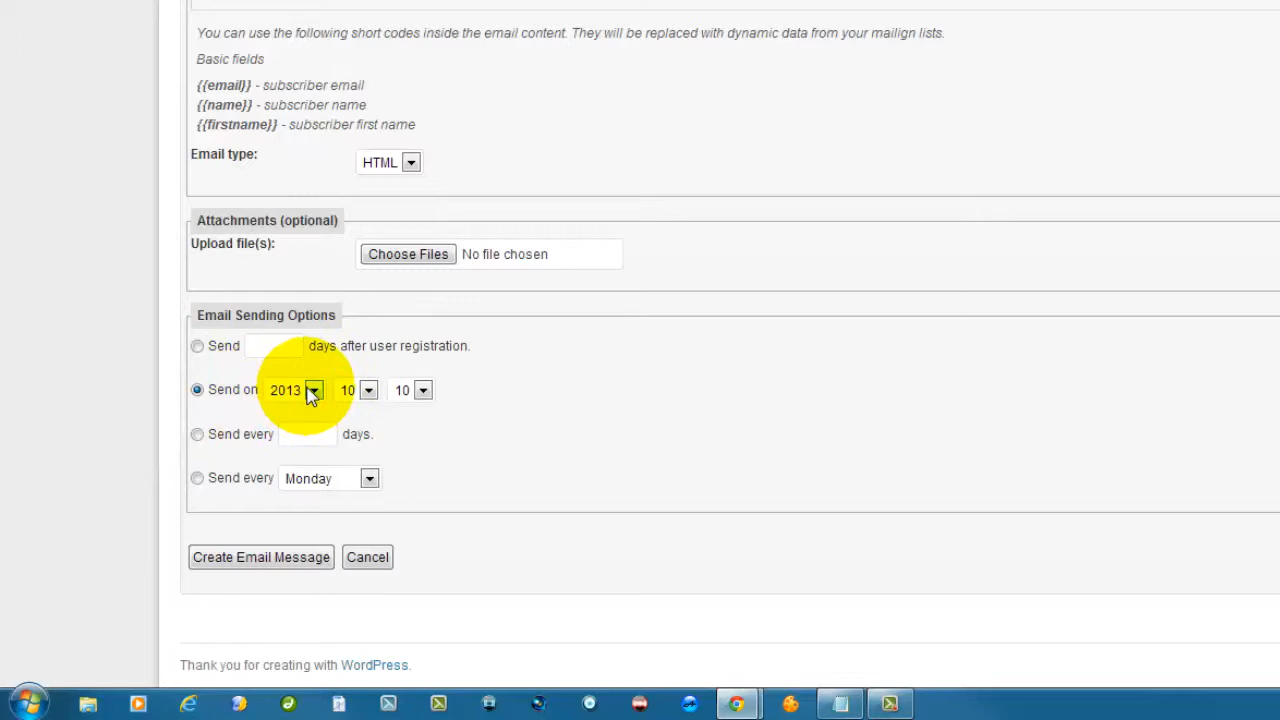 You can use the following short codes inside the email content. They will be replaced with dynamic data from your mailign lists.
Basic fields
{{email}} - subscriber email
{{name}} - subscriber name
{{firstname}} - subscriber first name
Email type: HTML
Attachments (optional)
Upload file(s): Choose Files No file chosen
Email Sending Options
Send days after user registration.
Send on 2013 10 10
Send every days.
Send every Monday
Create Email Message Cancel
Thank you for creating with WordPress.